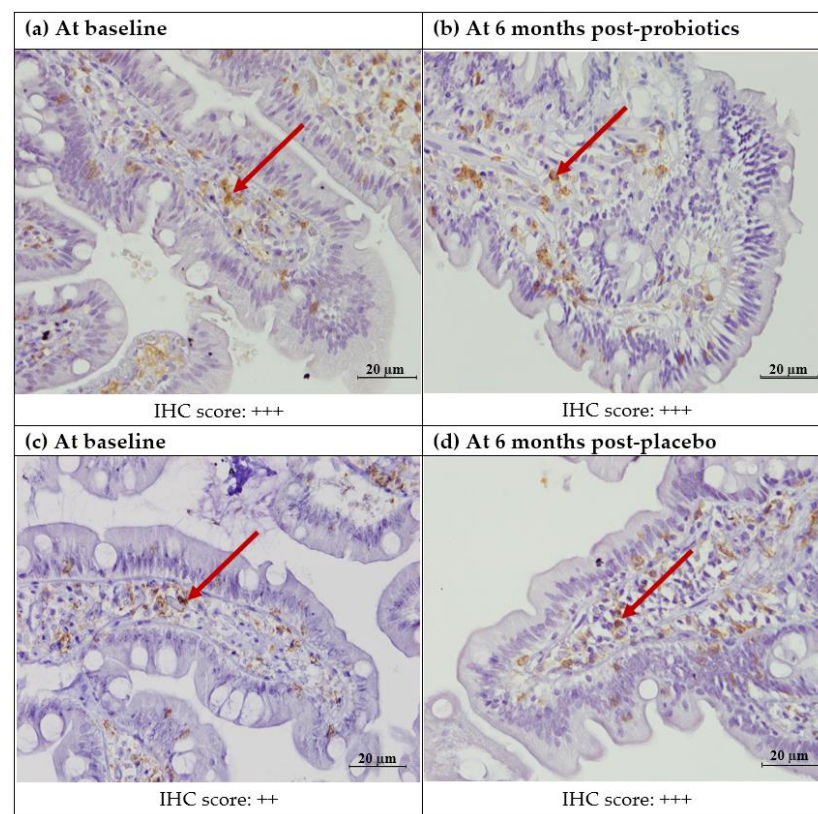 (a) At baseline
(b) At 6 months post-probiotics
20 µm
20 µm
IHC score: +++
IHC score: +++
(c) At baseline
(d) At 6 months post-placebo
20 µm
20 µm
IHC score: ++
IHC score: +++